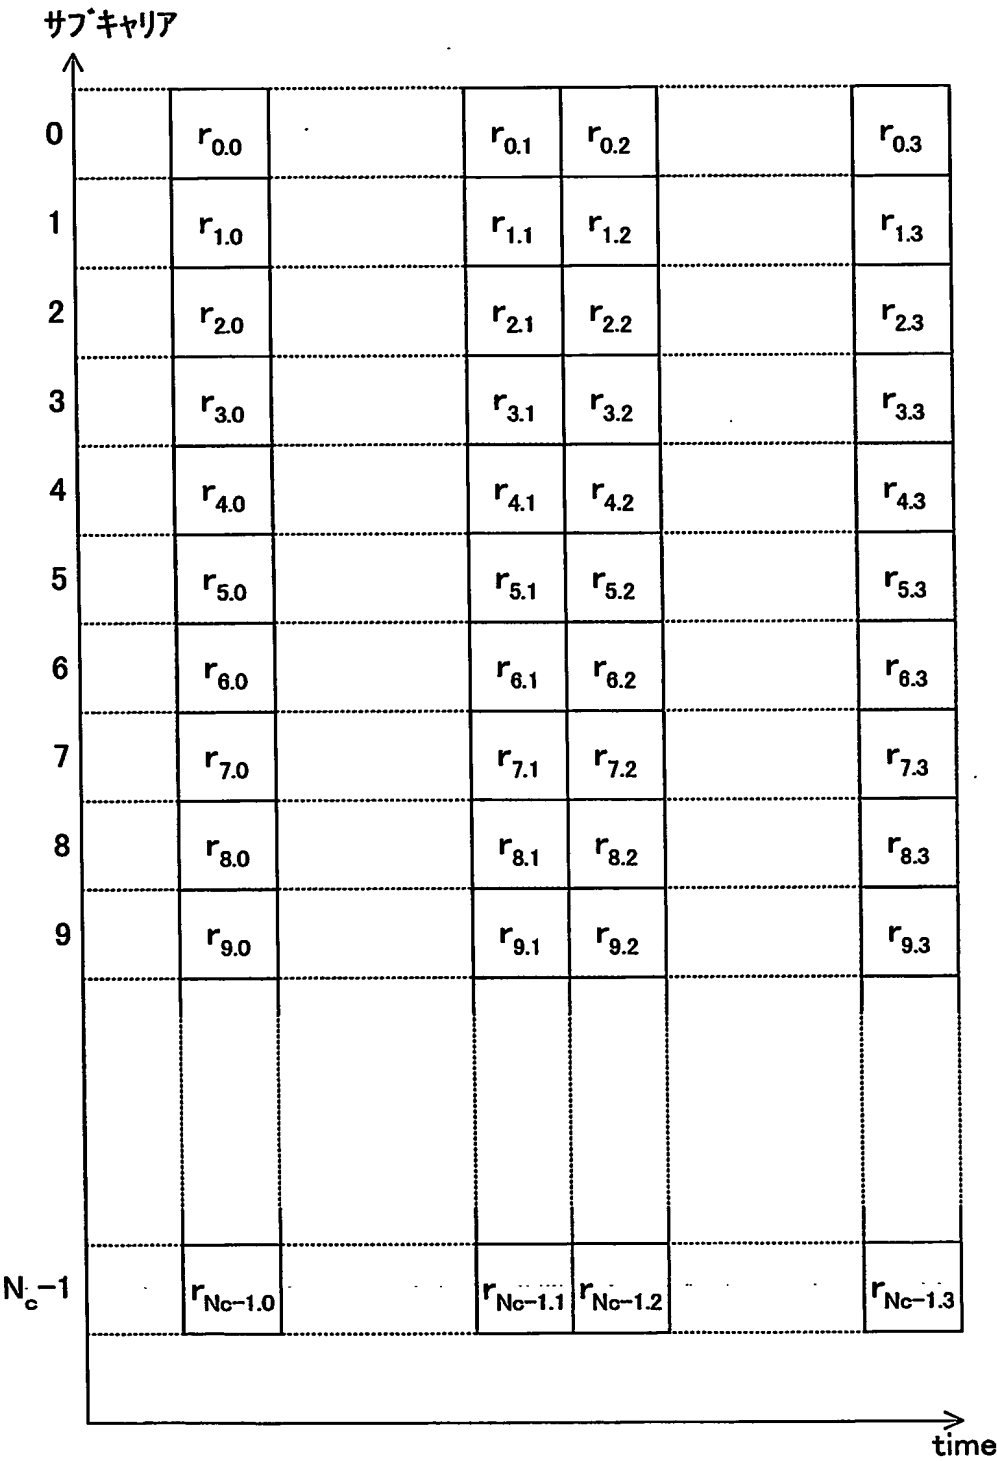 サブキャリア
0 r0.0 r0.1 r0.2 r0.3
1 r1.0 r1.1 r1.2 r1.3
2 r2.0 r2.1 r2.2 r2.3
3 r3.0 r3.1 r3.2 r3.3
4 r4.0 r4.1 r4.2 r4.3
5 r5.0 r5.1 r5.2 r5.3
6 r6.0 r6.1 r6.2 r6.3
7 r7.0 r7.1 r7.2 r7.3
8 r8.0 r8.1 r8.2 r8.3
9 r9.0 r9.1 r9.2 r9.3
Nc-1 rNc-1.0 rNc-1.1 rNc-1.2 rNc-1.3
time